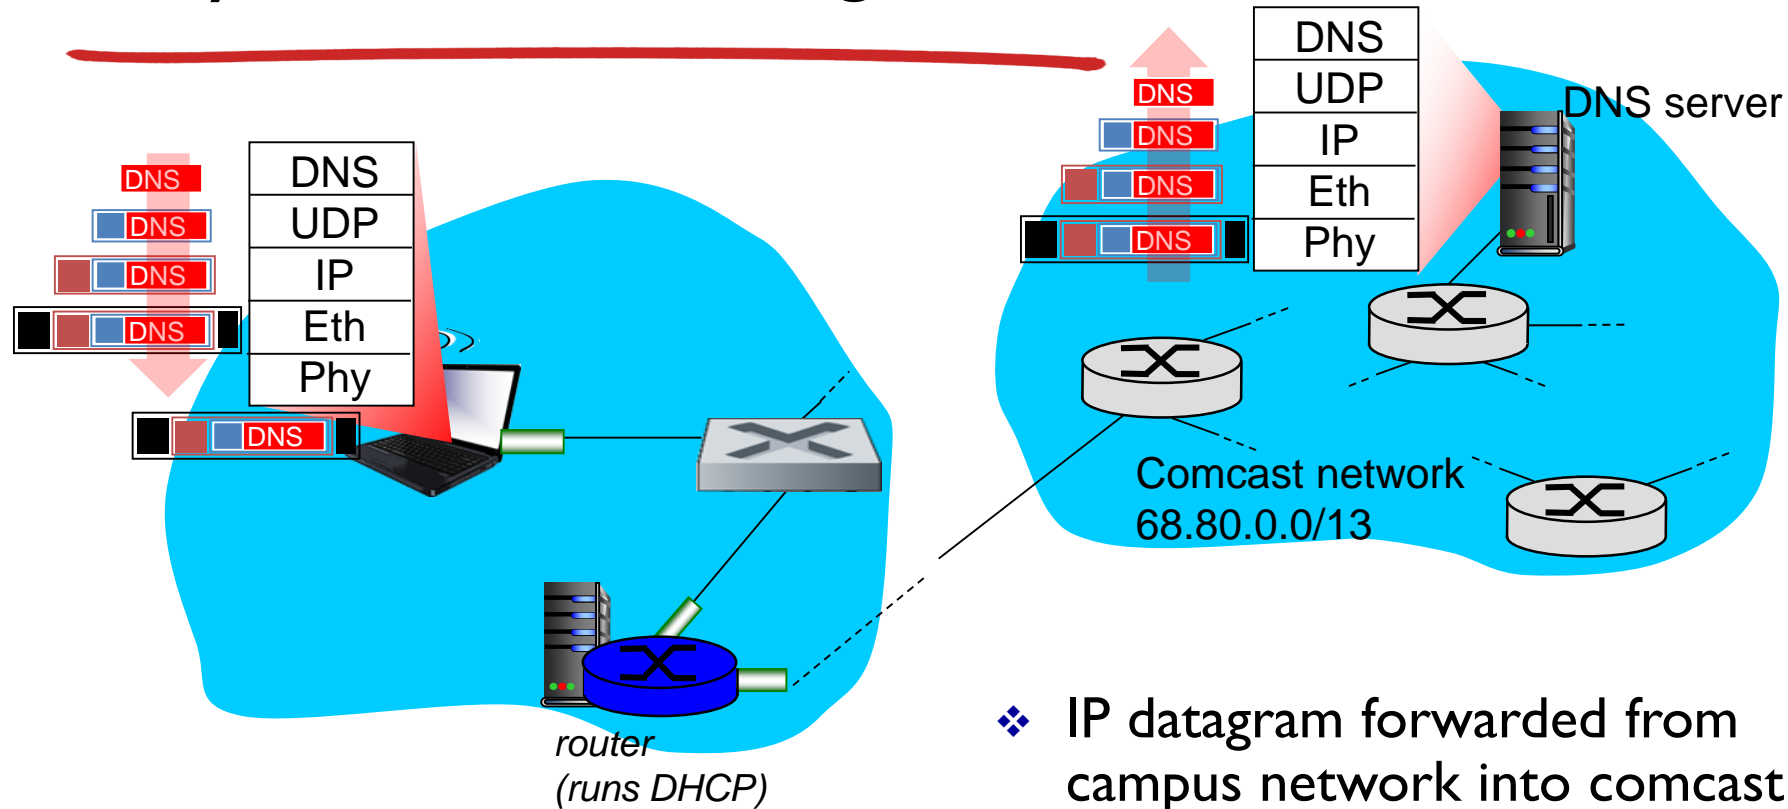 DNS
UDP
IP
Eth
Phy
DNS
DNS
DNS
DNS
DNS server
DNS
DNS
DNS
DNS
DNS
DNS
UDP
IP
Eth
Phy
Comcast network
68.80.0.0/13
router
(runs DHCP)
❖ IP datagram forwarded from
campus network into comcast